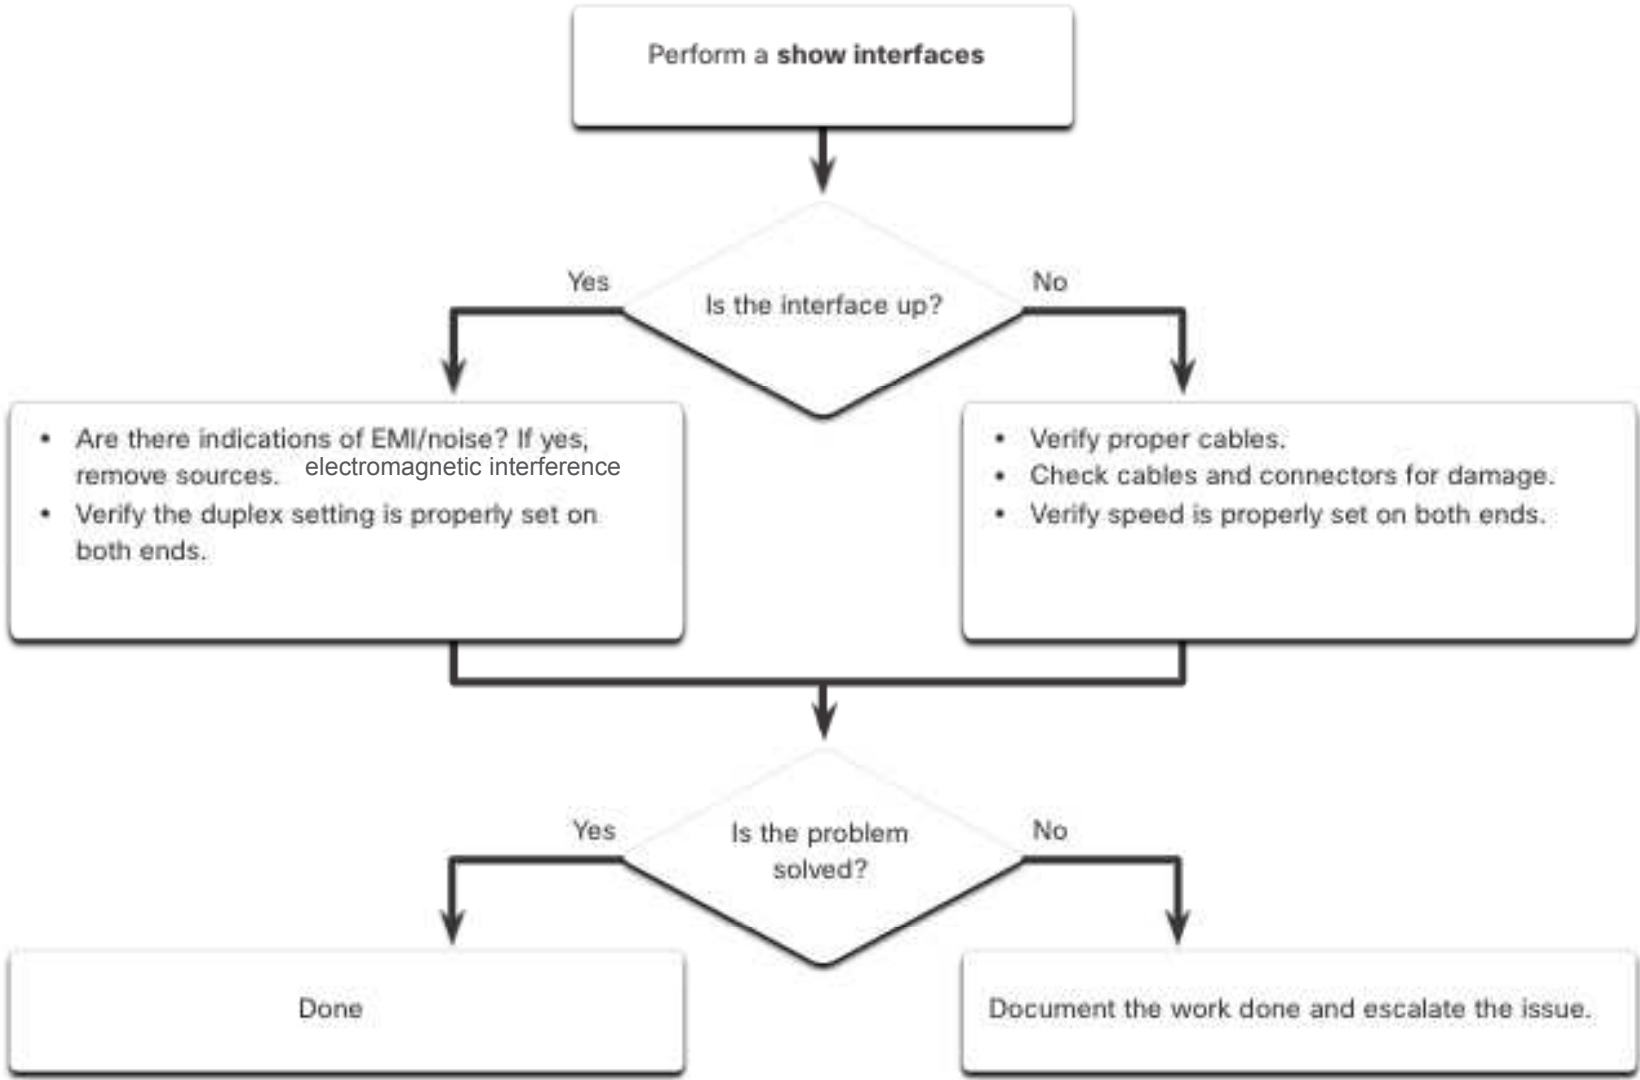 Perform a show interfaces
Yes
Is the interface up?
No
• Are there indications of EMI/noise? If yes,
remove sources.
electromagnetic interference
• Verify the duplex setting is properly set on
both ends.
• Verify proper cables.
• Check cables and connectors for damage.
• Verify speed is properly set on both ends.
Yes
Is the problem
solved?
No
Done
Document the work done and escalate the issue.